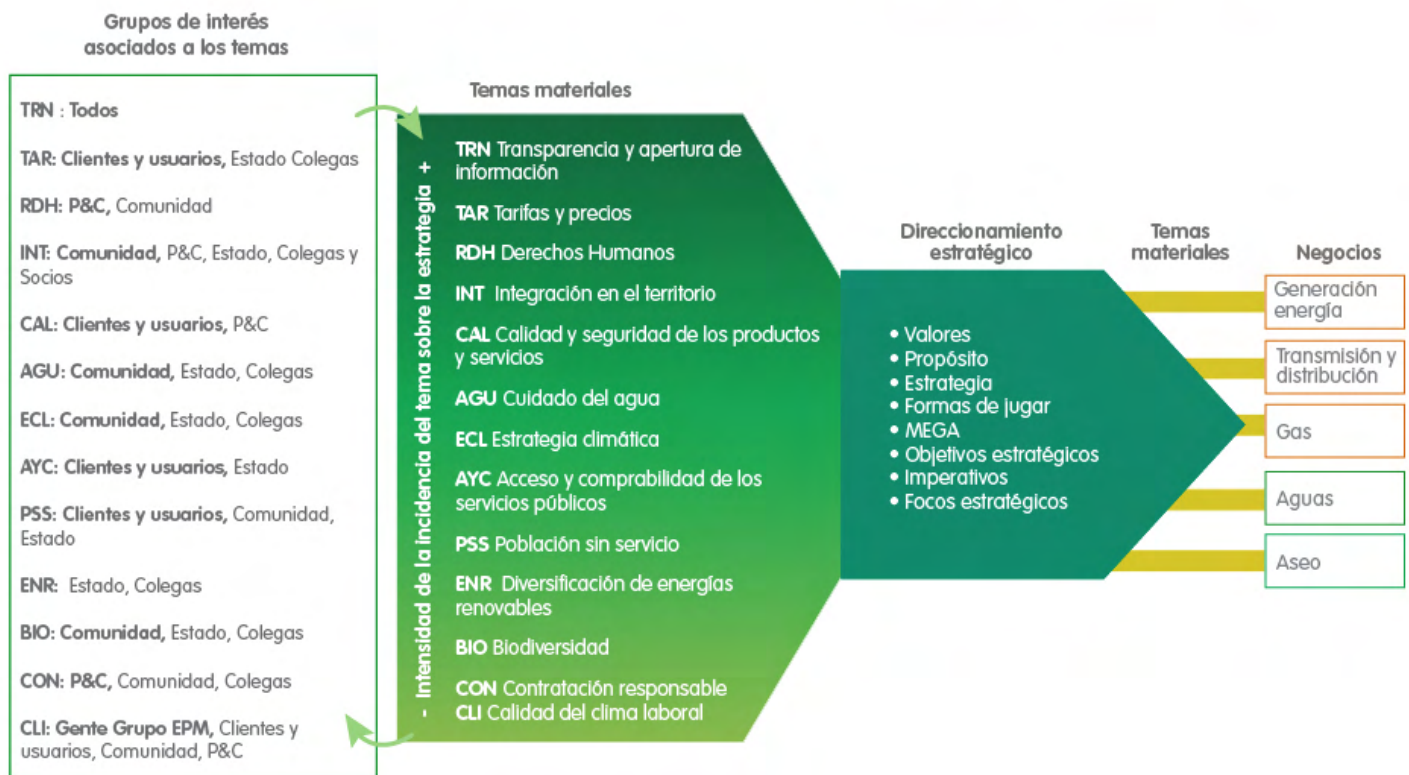 Grupos de interés
asociados a los temas
TRN : Todos
TAR: Clientes y usuarios, Estado Colegas
RDH: P&C, Comunidad
INT: Comunidad, P&C, Estado, Colegas y
Socios
CAL: Clientes y usuarios, P&C
AGU: Comunidad, Estado, Colegas
ECL: Comunidad, Estado, Colegas
AYC: Clientes y usuarios, Estado
PSS: Clientes y usuarios, Comunidad,
Estado
ENR: Estado, Colegas
BIO: Comunidad, Estado, Colegas
CON: P&C, Comunidad, Colegas
CLI: Gente Grupo EPM, Clientes y
usuarios, Comunidad, P&C
Temas materiales
- Intensidad de la incidencia del tema sobre la estrategia +
TRN Transparencia y apertura de
información
TAR Tarifas y precios
RDH Derechos Humanos
INT Integración en el territorio
CAL Calidad y seguridad de los productos
y servicios
AGU Cuidado del agua
ECL Estrategia climática
AYC Acceso y comprabilidad de los
servicios públicos
PSS Población sin servicio
ENR Diversificación de energías
renovables
BIO Biodiversidad
CON Contratación responsable
CLI Calidad del clima laboral
Direccionamiento
estratégico
• Valores
• Propósito
• Estrategia
• Formas de jugar
• MEGA
• Objetivos estratégicos
• Imperativos
• Focos estratégicos
Temas
materiales
Negocios
Generación
energía
Transmisión y
distribución
Gas
Aguas
Aseo